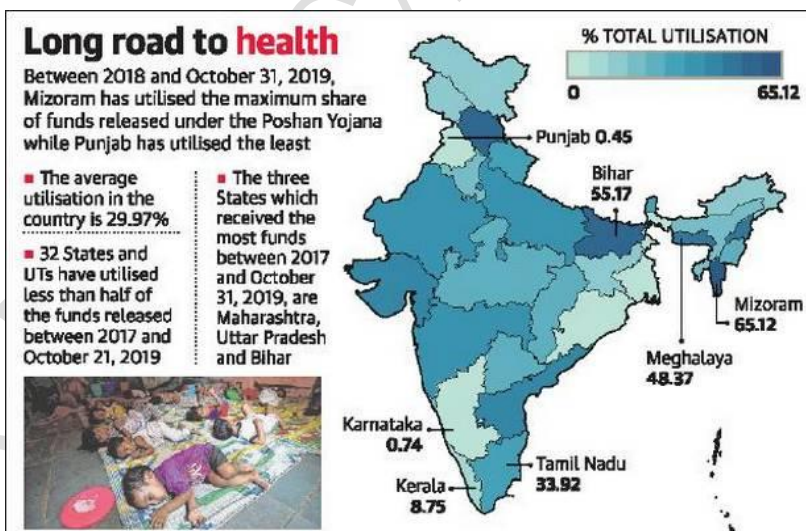 Long road to health
Between 2018 and October 31, 2019,
Mizoram has utilised the maximum share
of funds released under the Poshan Yojana
while Punjab has utilised the least
■ The average
utilisation in the
country is 29.97%
■ 32 States and
UTs have utilised
less than half of
the funds released
between 2017 and
October 21, 2019
■ The three
States which
received the
most funds
between 2017
and October
31, 2019, are
Maharashtra,
Uttar Pradesh
and Bihar
% TOTAL UTILISATION
0
65.12
Punjab 0.45
Bihar
55.17
Mizoram
65.12
Meghalaya
48.37
Karnataka
0.74
Tamil Nadu
33.92
Kerala
8.75